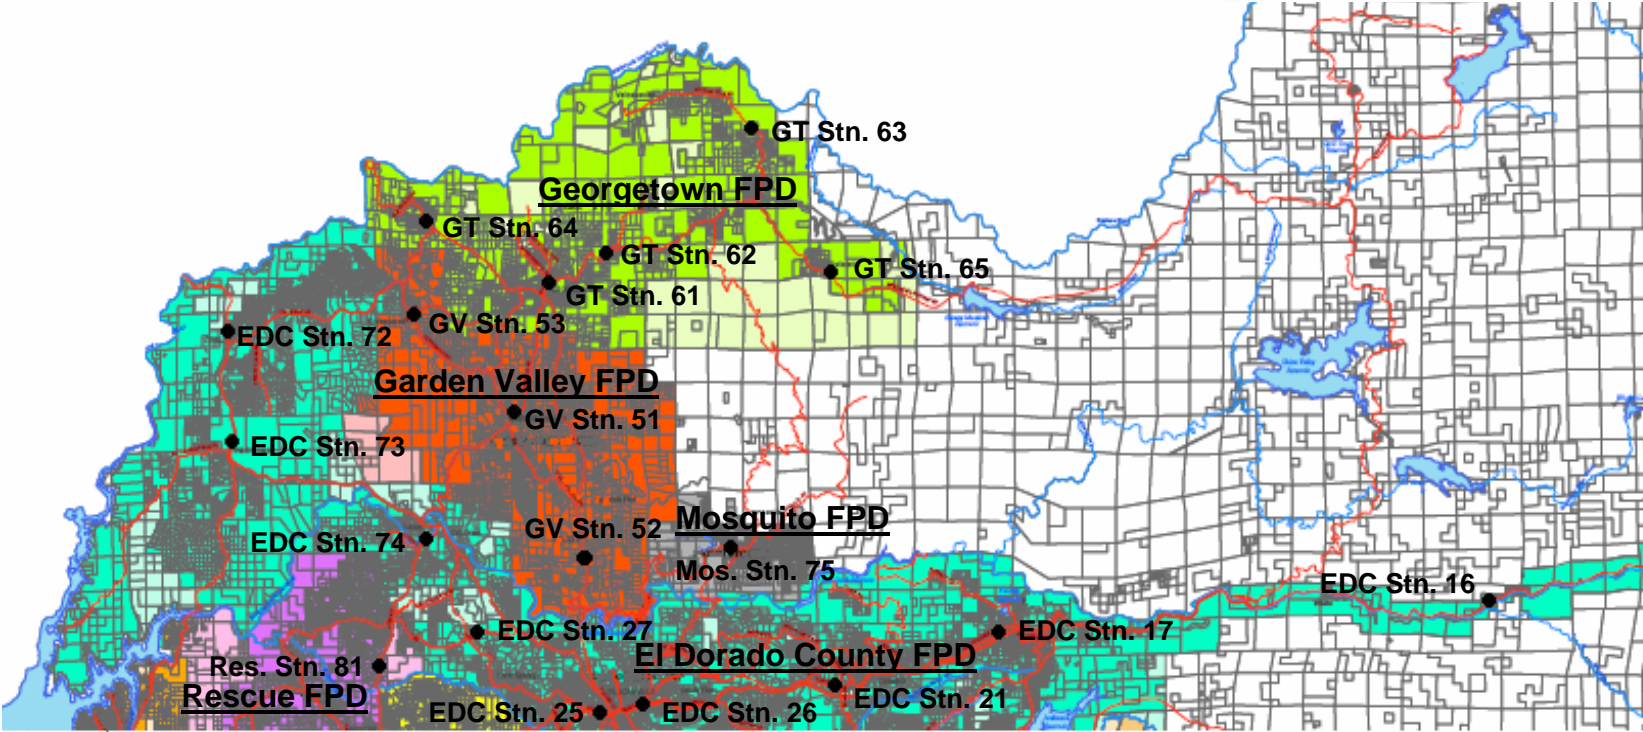 GT Stn. 63
Georgetown FPD
GT Stn. 64
GT Stn. 62
GT Stn. 65
GT Stn. 61
GV Stn. 53
EDC Stn. 72
Garden Valley FPD
GV Stn. 51
EDC Stn. 73
Mosquito FPD
GV Stn. 52
EDC Stn. 74
Mos. Stn. 75
EDC Stn. 16
EDC Stn. 27
EDC Stn. 17
El Dorado County FPD
Res. Stn. 81
Rescue FPD
EDC Stn. 21
EDC Stn. 25
EDC Stn. 26